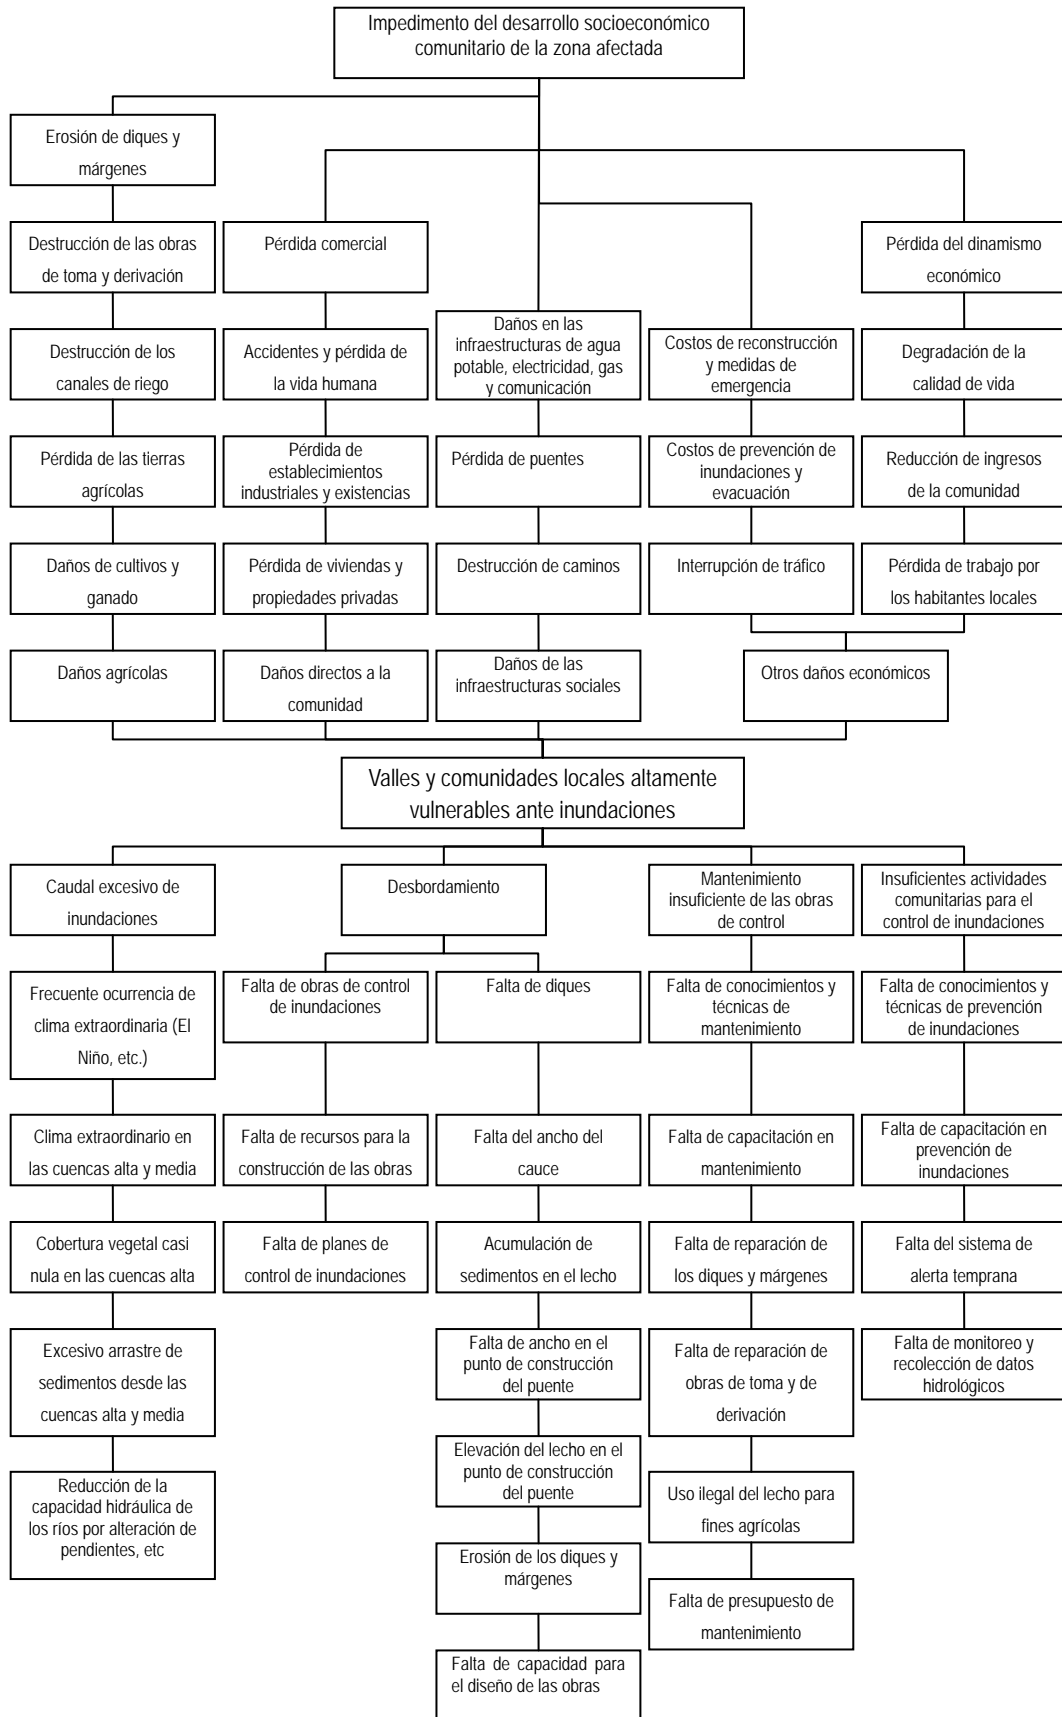 Impedimento del desarrollo socioeconómico
comunitario de la zona afectada
Erosión de diques y
márgenes
Destrucción de las obras
de toma y derivación
Pérdida comercial
Pérdida del dinamismo
económico
Destrucción de los
canales de riego
Accidentes y pérdida de
la vida humana
Daños en las
infraestructuras de agua
potable, electricidad, gas
y comunicación
Costos de reconstrucción
y medidas de
emergencia
Degradación de la
calidad de vida
Pérdida de las tierras
agrícolas
Pérdida de
establecimientos
industriales y existencias
Pérdida de puentes
Costos de prevención de
inundaciones y
evacuación
Reducción de ingresos
de la comunidad
Daños de cultivos y
ganado
Pérdida de viviendas y
propiedades privadas
Destrucción de caminos
Interrupción de tráfico
Pérdida de trabajo por
los habitantes locales
Daños agrícolas
Daños directos a la
comunidad
Daños de las
infraestructuras sociales
Otros daños económicos
Valles y comunidades locales altamente
vulnerables ante inundaciones
Caudal excesivo de
inundaciones
Desbordamiento
Mantenimiento
insuficiente de las obras
de control
Insuficientes actividades
comunitarias para el
control de inundaciones
Frecuente ocurrencia de
clima extraordinaria (El
Niño, etc.)
Falta de obras de control
de inundaciones
Falta de diques
Falta de conocimientos y
técnicas de
mantenimiento
Falta de conocimientos y
técnicas de prevención
de inundaciones
Clima extraordinario en
las cuencas alta y media
Falta de recursos para la
construcción de las obras
Falta del ancho del
cauce
Falta de capacitación en
mantenimiento
Falta de capacitación en
prevención de
inundaciones
Cobertura vegetal casi
nula en las cuencas alta
Falta de planes de
control de inundaciones
Acumulación de
sedimentos en el lecho
Falta de reparación de
los diques y márgenes
Falta del sistema de
alerta temprana
Excesivo arrastre de
sedimentos desde las
cuencas alta y media
Falta de ancho en el
punto de construcción
del puente
Falta de reparación de
obras de toma y de
derivación
Falta de monitoreo y
recolección de datos
hidrológicos
Reducción de la
capacidad hidráulica de
los ríos por alteración de
pendientes, etc
Elevación del lecho en el
punto de construcción
del puente
Uso ilegal del lecho para
fines agrícolas
Erosión de los diques y
márgenes
Falta de presupuesto de
mantenimiento
Falta de capacidad para
el diseño de las obras